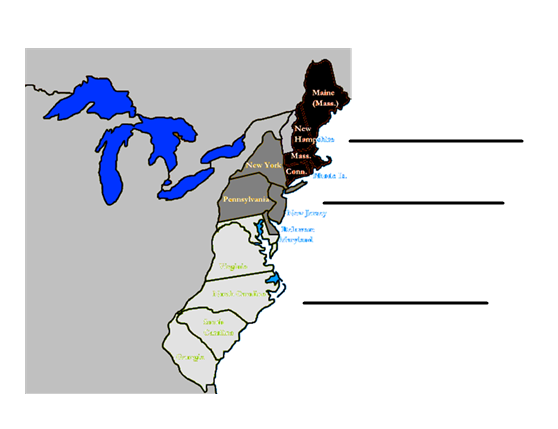 Maine
(Mass.)
New
Hampshire
Mass.
New York
Conn.
Rhode Is.
Pennsylvania
New Jersey
Delaware
Maryland
Virginia
North Carolina
South
Carolina
Georgia